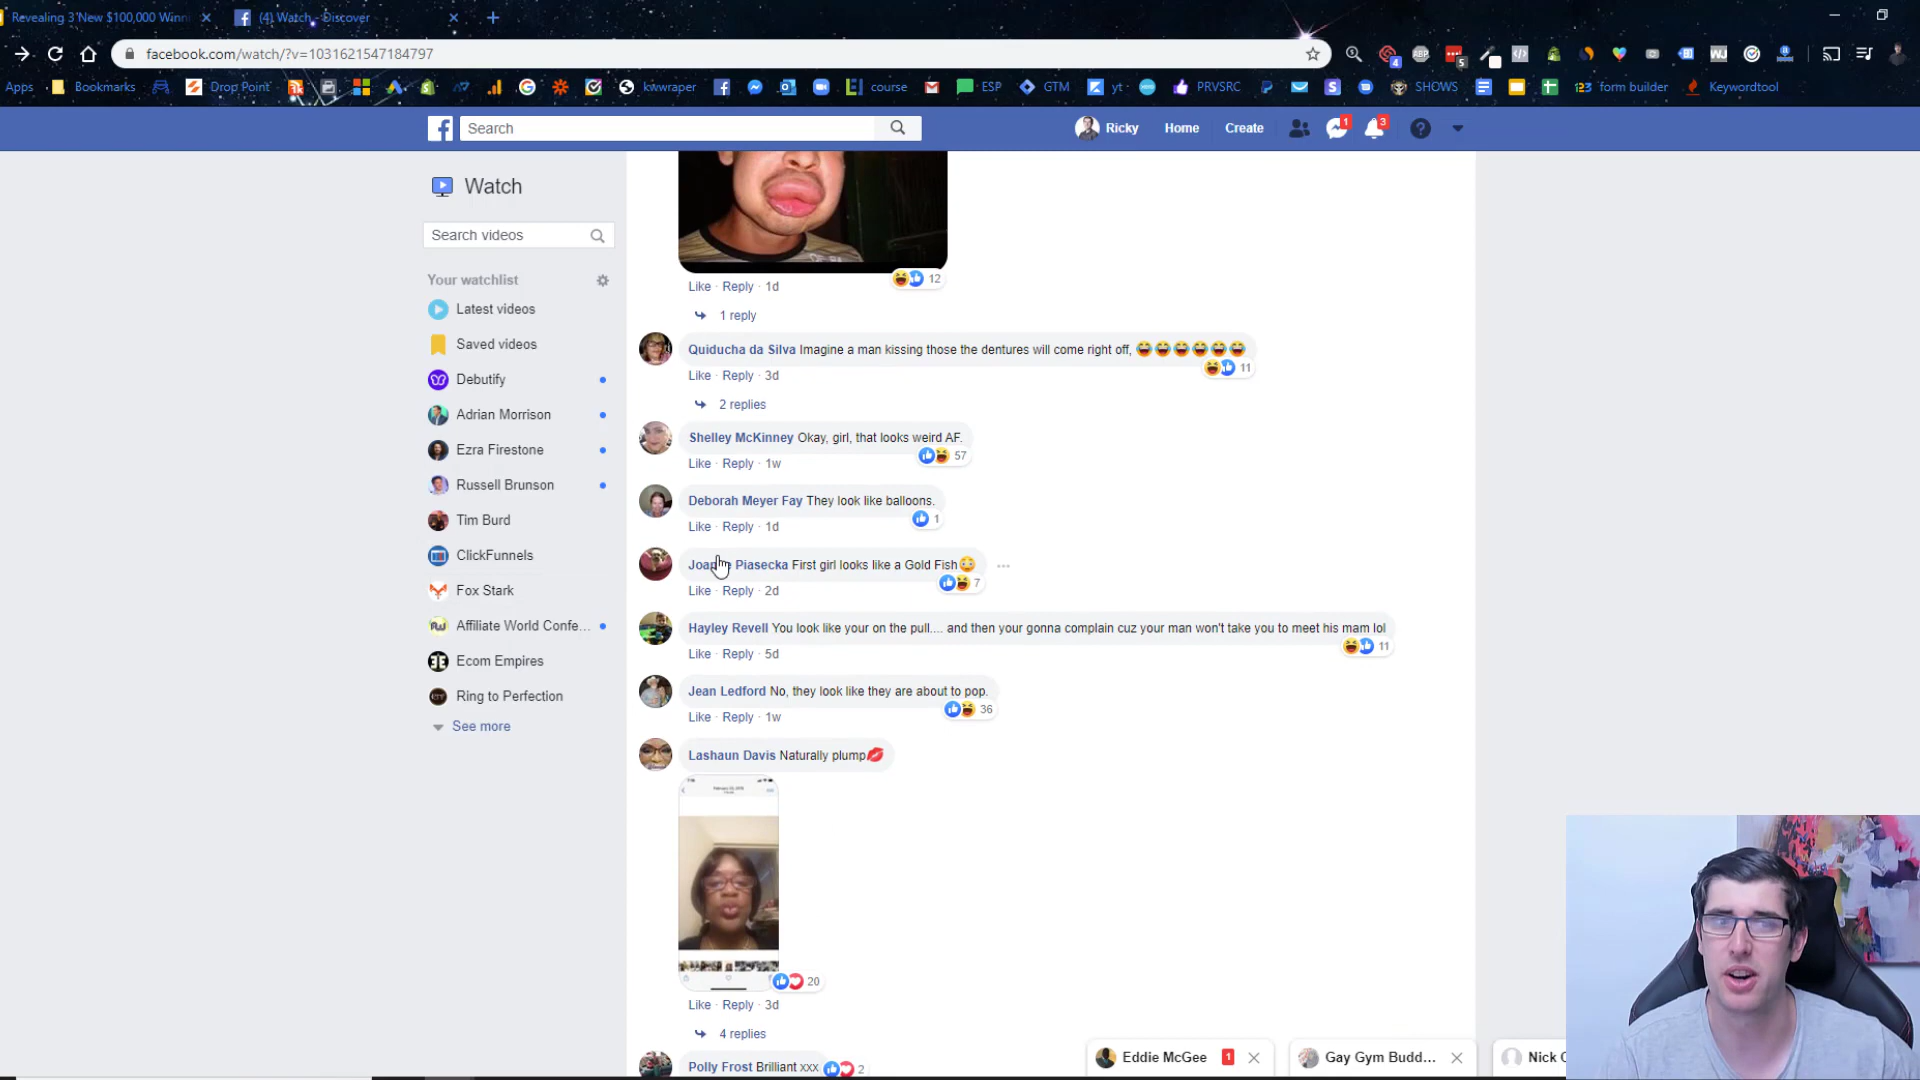 Revealing 3 New $100,000 Winni
(4) Watch - Discover
facebook.com/watch/?v=1031621547184797
4
ABP
5
Apps
Bookmarks
Drop Point
kwwraper
course
ESP
GTM
yt
PRVSRC
SHOWS
123 form builder
Keywordtool
Search
Ricky
Home
Create
1
3
Watch
Search videos
Your watchlist
Latest videos
Saved videos
Debutify
Adrian Morrison
Ezra Firestone
Russell Brunson
Tim Burd
ClickFunnels
Fox Stark
Affiliate World Confe...
Ecom Empires
Ring to Perfection
See more
12
Like · Reply · 1d
1 reply
Quiducha da Silva Imagine a man kissing those the dentures will come right off, 😂😂😂😂😂😂
11
Like · Reply · 3d
2 replies
Shelley McKinney Okay, girl, that looks weird AF.
57
Like · Reply · 1w
Deborah Meyer Fay They look like balloons.
1
Like · Reply · 1d
Piasecka First girl looks like a Gold Fish😳
7
Like · Reply · 2d
Hayley Revell You look like your on the pull.... and then your gonna complain cuz your man won't take you to meet his mam lol
11
Like · Reply · 5d
Jean Ledford No, they look like they are about to pop.
36
Like · Reply · 1w
Lashaun Davis Naturally plump💋
20
Like · Reply · 3d
4 replies
Polly Frost Brilliant xxx
2
Eddie McGee 1
Gay Gym Budd...
Nick